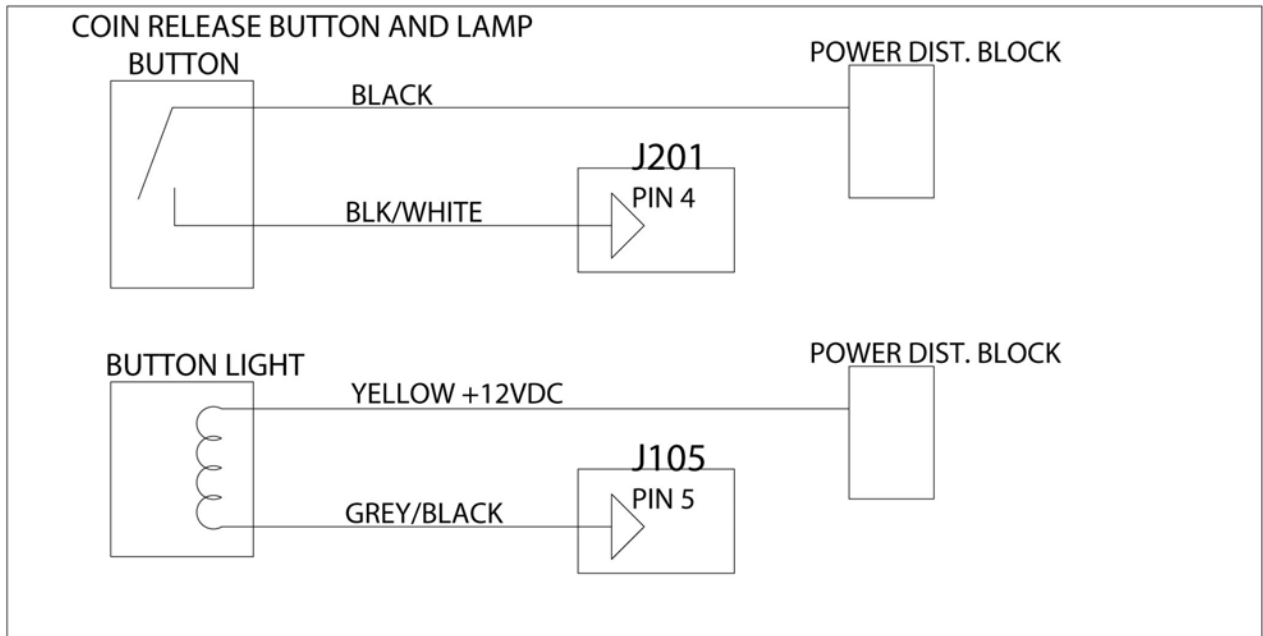 COIN RELEASE BUTTON AND LAMP
BUTTON
POWER DIST. BLOCK
BLACK
J201
PIN 4
BLK/WHITE
BUTTON LIGHT
POWER DIST. BLOCK
YELLOW +12VDC
J105
PIN 5
GREY/BLACK